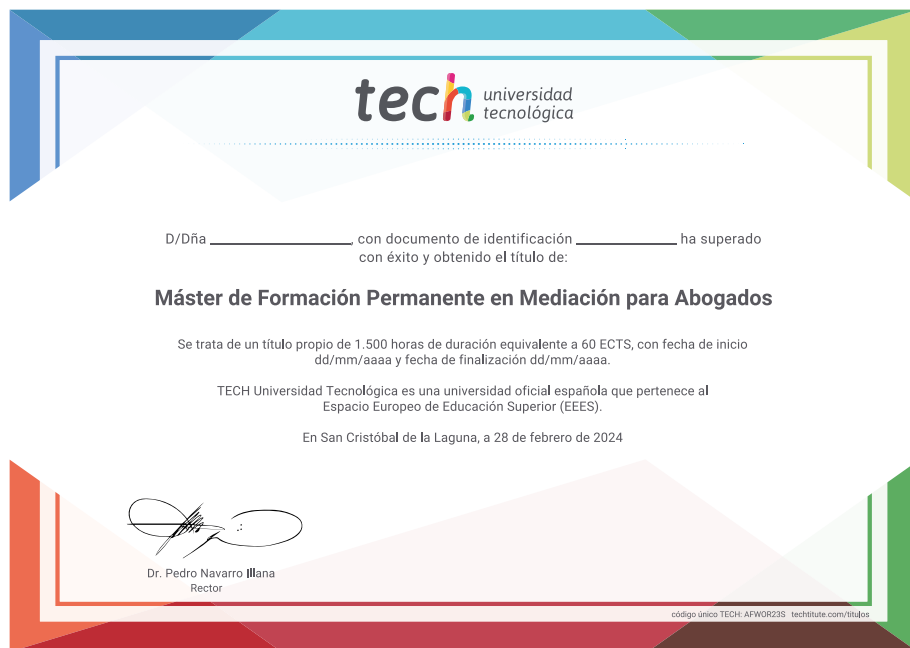 tech universidad
tecnológica
D/Dña ____________________, con documento de identificación ______________ ha superado
con éxito y obtenido el título de:
Máster de Formación Permanente en Mediación para Abogados
Se trata de un título propio de 1.500 horas de duración equivalente a 60 ECTS, con fecha de inicio
dd/mm/aaaa y fecha de finalización dd/mm/aaaa.
TECH Universidad Tecnológica es una universidad oficial española que pertenece al
Espacio Europeo de Educación Superior (EEES).
En San Cristóbal de la Laguna, a 28 de febrero de 2024
Dr. Pedro Navarro Illana
Rector
código único TECH: AFWOR23S techtitute.com/titulos